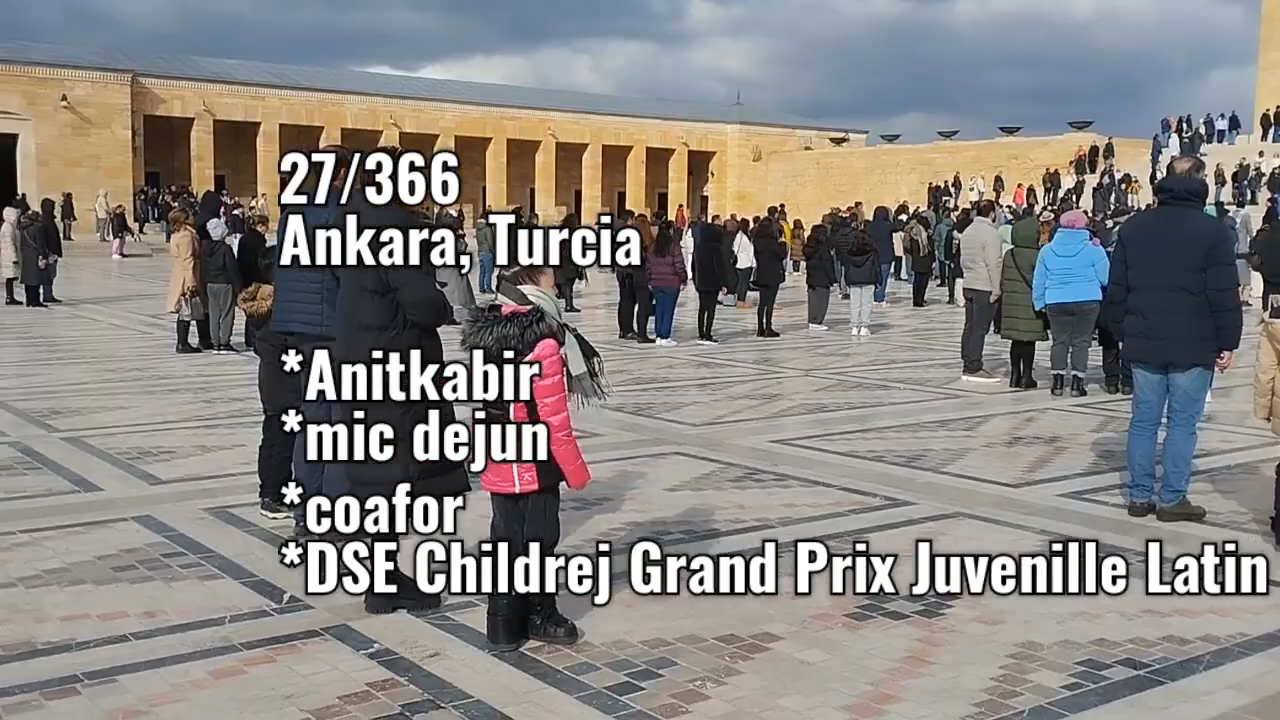 27/366
Ankara, Turcia
*Anitkabir
*mic dejun
*coafor
*DSE Childrej Grand Prix Juvenille Latin